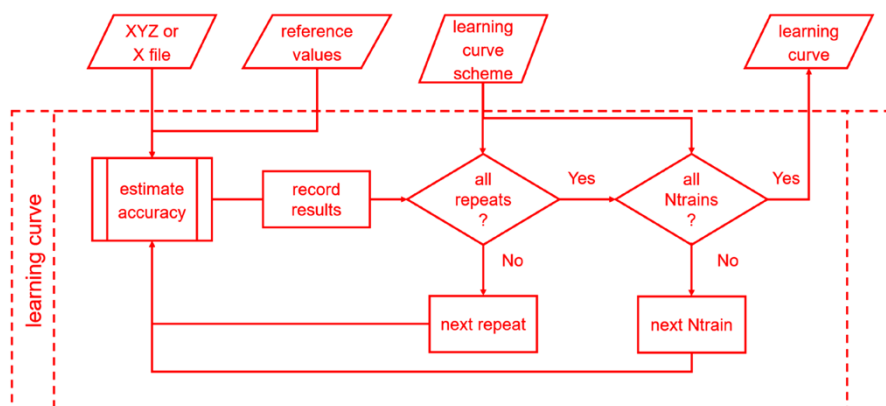 XYZ or
X file
reference
values
learning
curve
scheme
learning
curve
learning curve
estimate
accuracy
record
results
all
repeats
?
Yes
all
Ntrains
?
Yes
No
No
next repeat
next Ntrain